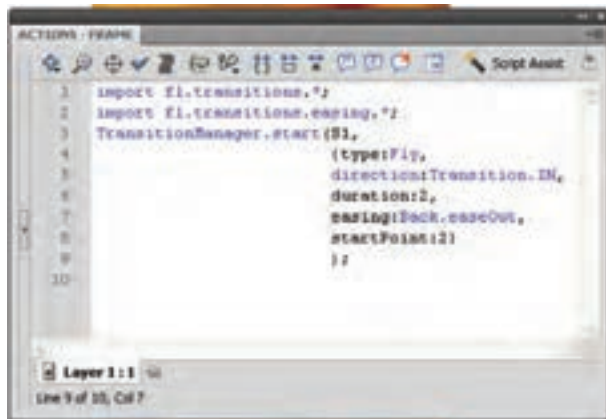 ACTIONS - FRAME
Script Assist
1 import fl.transitions.*;
2 import fl.transitions.easing.*;
3 TransitionManager.start(S1,
4 {type:Fly,
5 direction:Transition.IN,
6 duration:2,
7 easing:Back.easeOut,
8 startPoint:2}
9 );
10
Layer 1 : 1
Line 9 of 10, Col 7